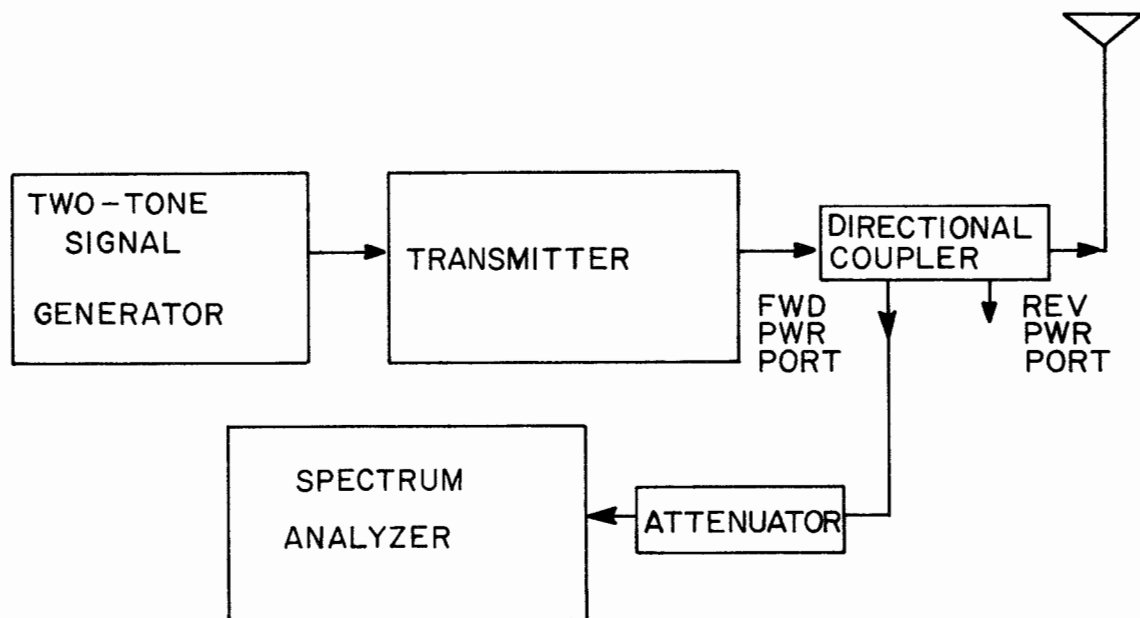 TWO-TONE
SIGNAL
GENERATOR
TRANSMITTER
DIRECTIONAL
COUPLER
FWD
PWR
PORT
REV
PWR
PORT
SPECTRUM
ANALYZER
ATTENUATOR